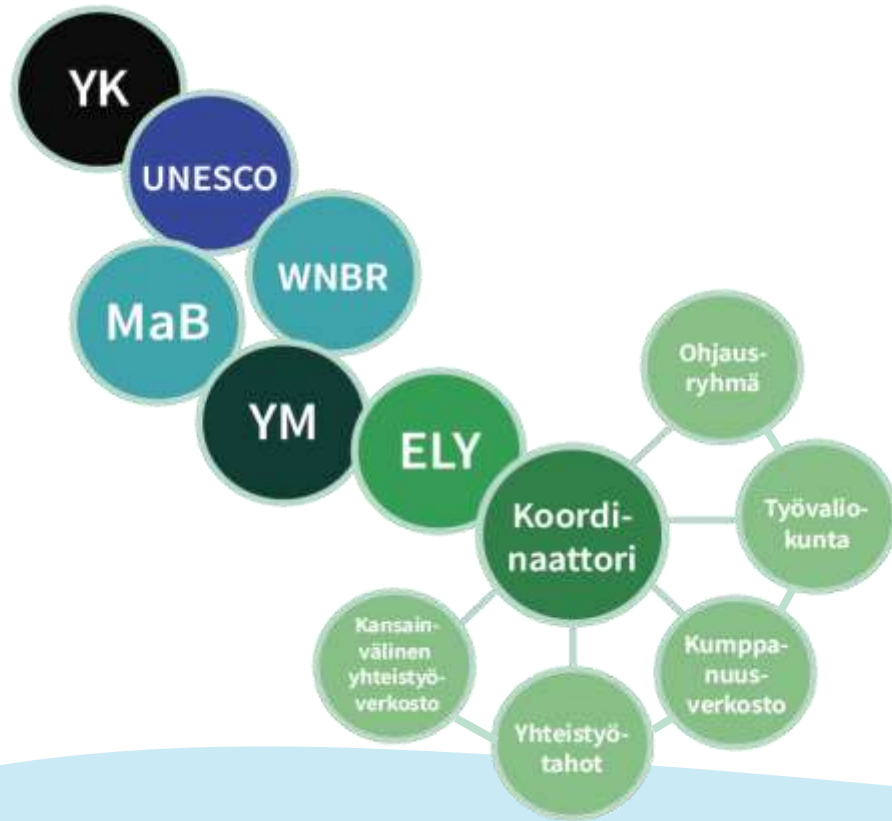 YK
UNESCO
WNBR
MaB
YM
ELY
Koordi-
naattori
Ohjaus-
ryhmä
Työvalio-
kunta
Kumppa-
nuus-
verkosto
Yhteistyö-
tahot
Kansain-
välinen
yhteistyö-
verkosto